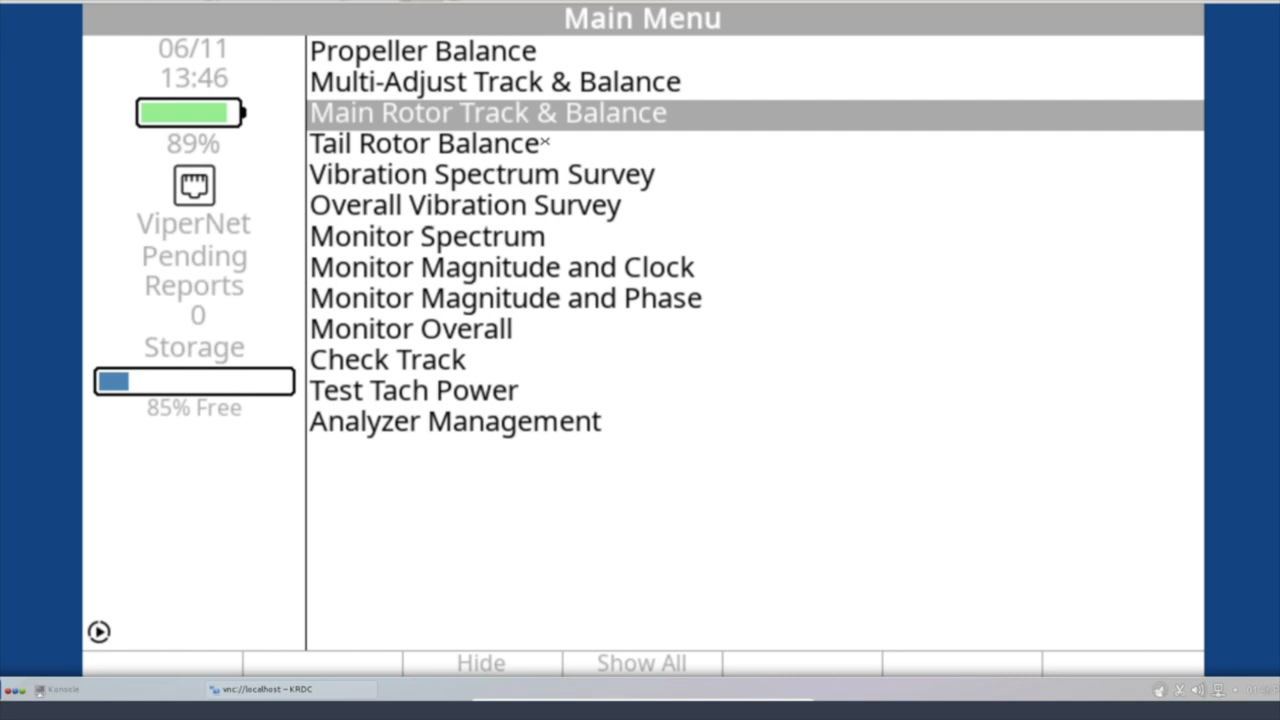 Main Menu
06/11
13:46
89%
ViperNet
Pending
Reports
0
Storage
85% Free
Propeller Balance
Multi-Adjust Track & Balance
Main Rotor Track & Balance
Tail Rotor Balance
Vibration Spectrum Survey
Overall Vibration Survey
Monitor Spectrum
Monitor Magnitude and Clock
Monitor Magnitude and Phase
Monitor Overall
Check Track
Test Tach Power
Analyzer Management
Hide
Show All
Konsole
vnc://localhost – KRDC